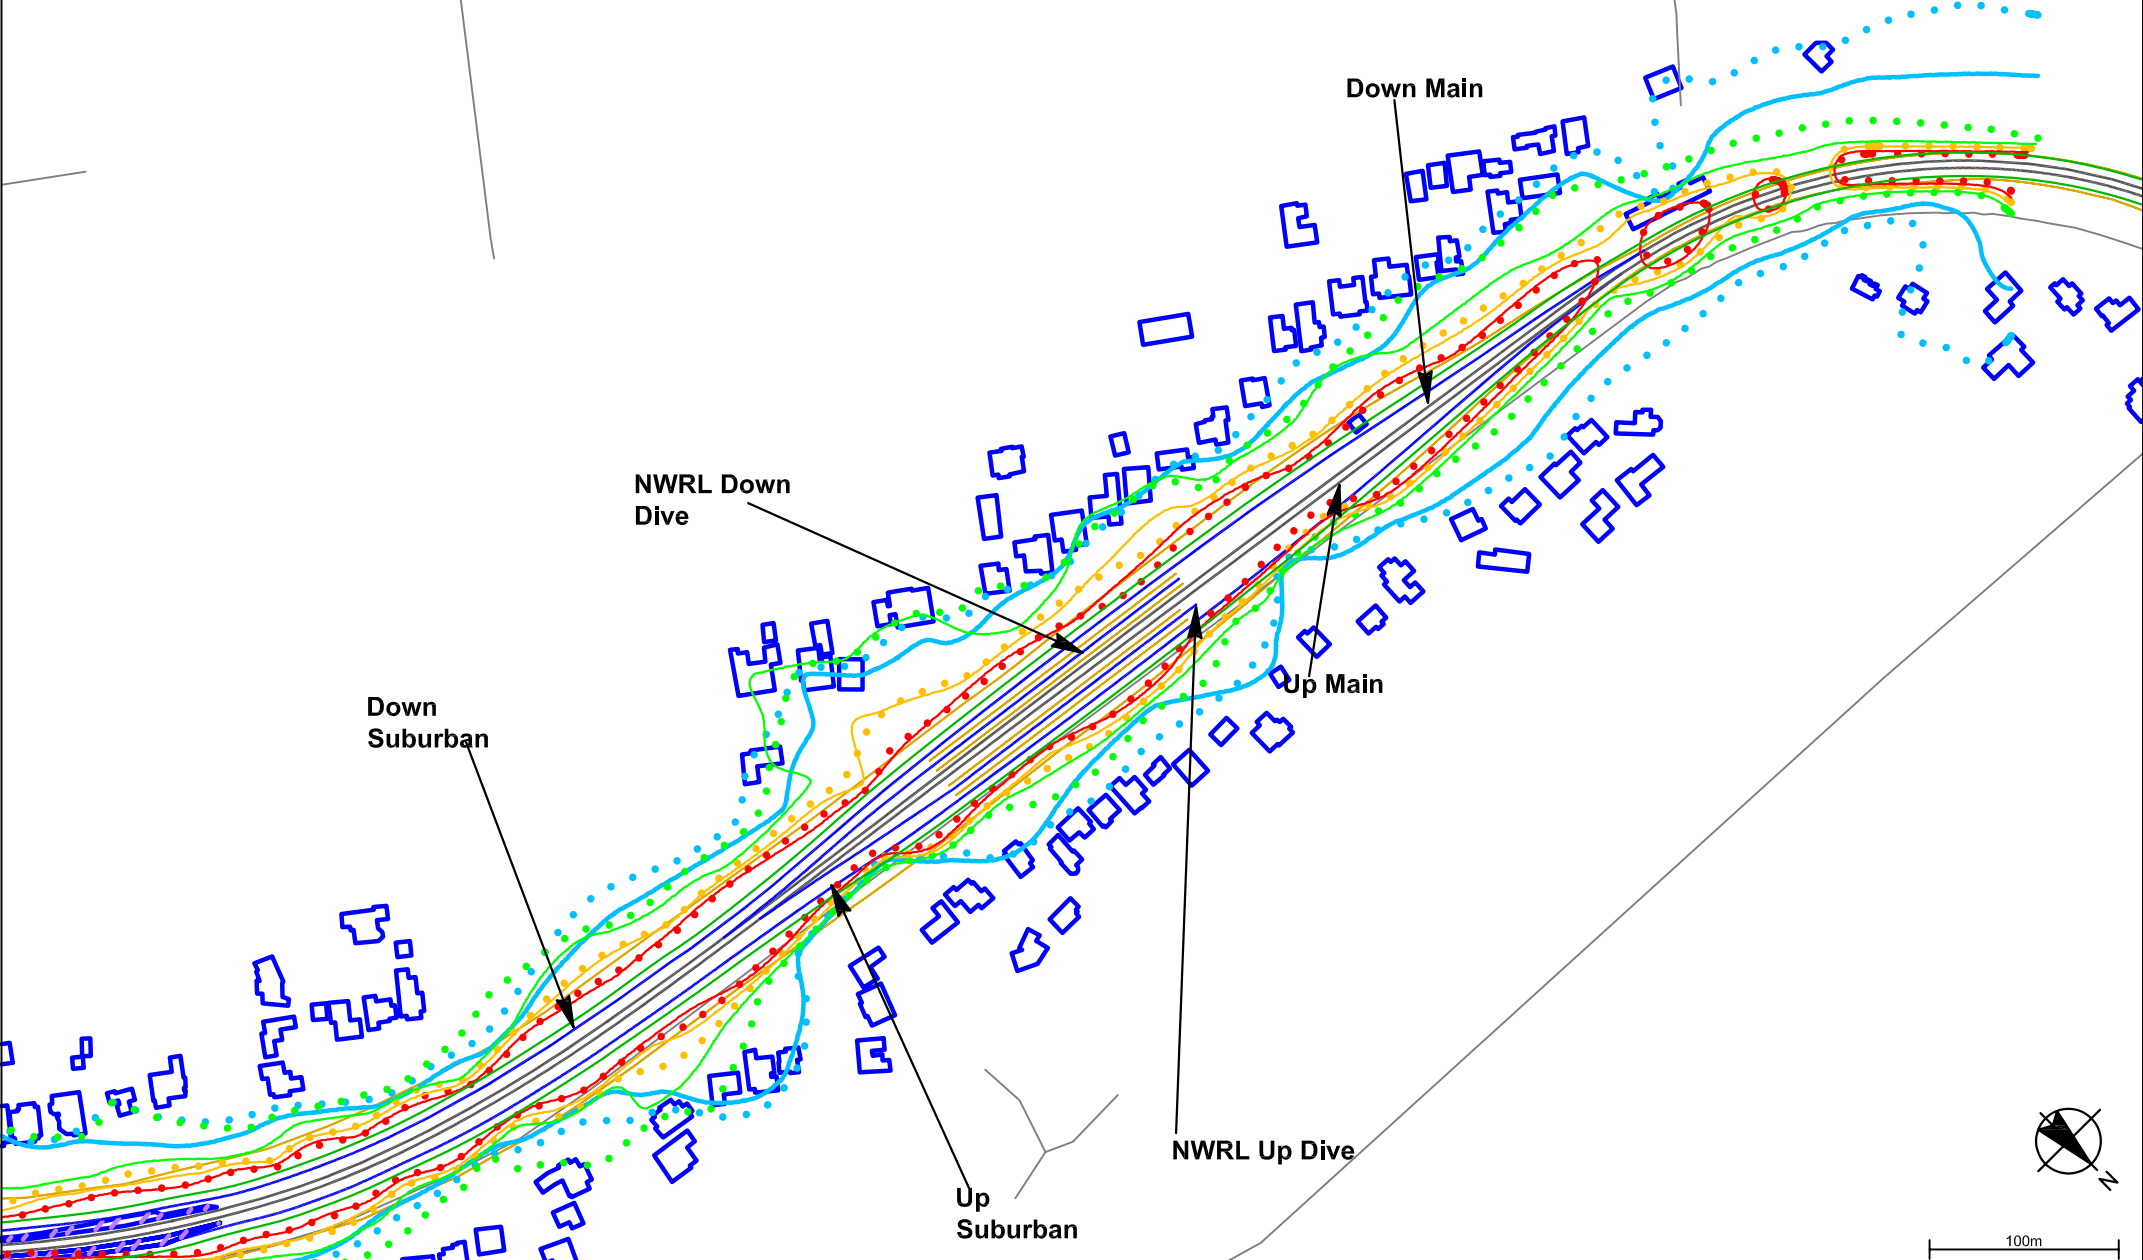 Down Main
NWRL Down
Dive
Up Main
Down
Suburban
NWRL Up Dive
Up
Suburban
N
100m